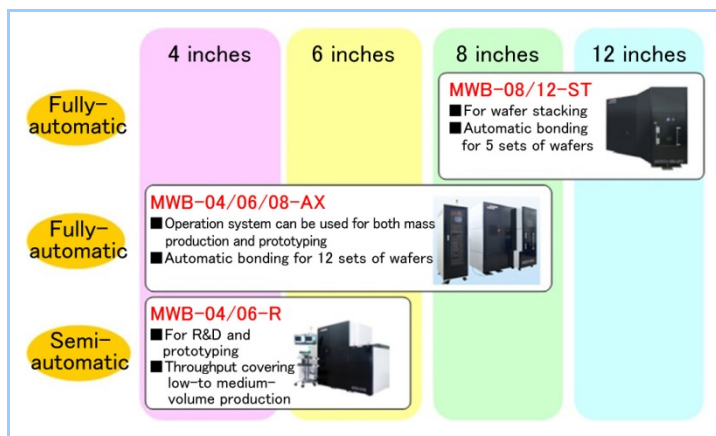 4 inches
6 inches
8 inches
12 inches
Fully-
automatic
MWB-08/12-ST
■For wafer stacking
■Automatic bonding
for 5 sets of wafers
Fully-
automatic
MWB-04/06/08-AX
■Operation system can be used for both mass
production and prototyping
■Automatic bonding for 12 sets of wafers
Semi-
automatic
MWB-04/06-R
■For R&D and
prototyping
■Throughput covering
low-to medium-
volume production